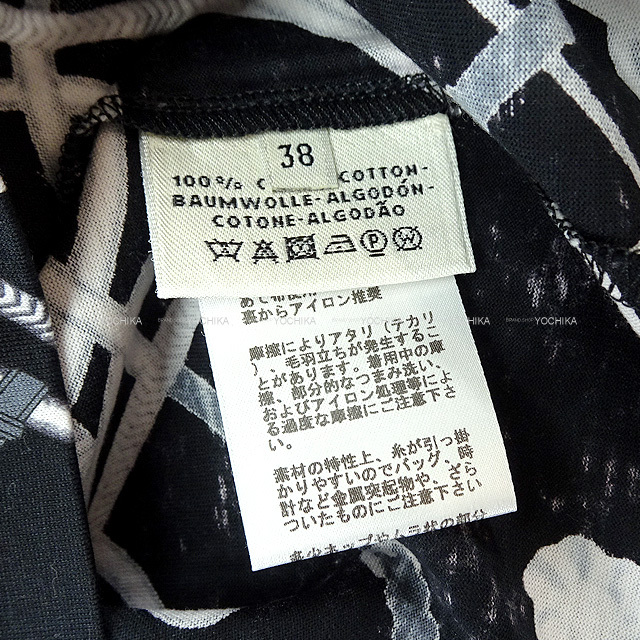 38
100% C COTTON-
BAUMWOLLE-ALGODÓN-
COTONE-ALGODÃO
裏からアイロン推奨
摩擦によりアタリ（テカリ
）、毛羽立ちが発生するこ
とがあります。着用中の摩
擦、部分的なつまみ洗い、
およびアイロン処理等によ
る過度な摩擦にご注意下さ
い。
素材の特性上、糸が引っ掛
かりやすいのでバッグ、時
計など金属突起物や、ざら
ついたものにご注意下さい
YOCHIKA YOCHIKA YOCHIKA YOCHIKA